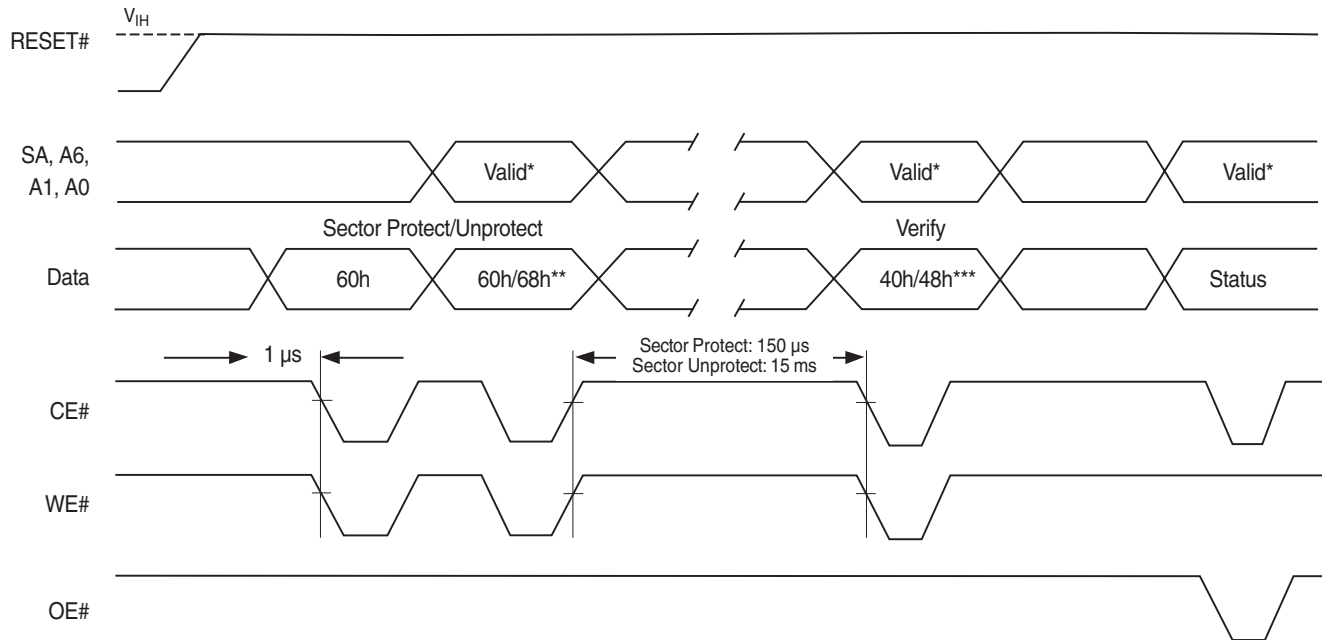 VIH
RESET#
SA, A6,
A1, A0
Valid*
Valid*
Valid*
Sector Protect/Unprotect
Verify
Data
60h
60h/68h**
40h/48h***
Status
1 µs
Sector Protect: 150 µs
Sector Unprotect: 15 ms
CE#
WE#
OE#